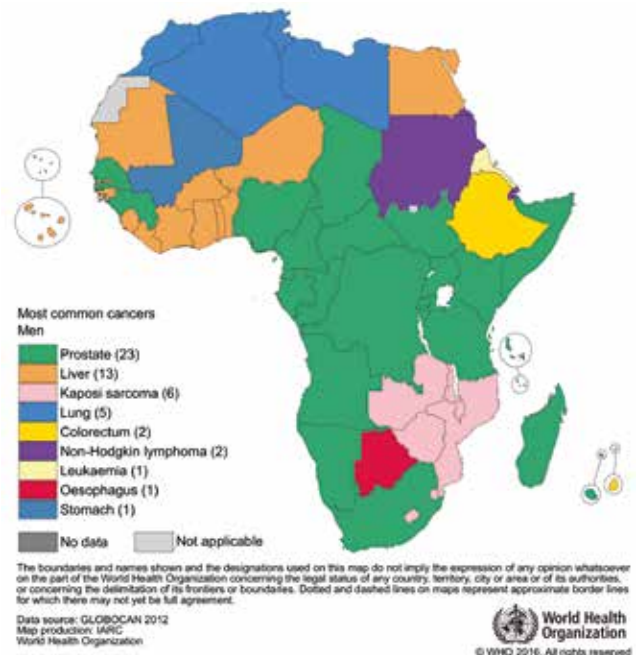 Most common cancers
Men
Prostate (23)
Liver (13)
Kaposi sarcoma (6)
Lung (5)
Colorectum (2)
Non-Hodgkin lymphoma (2)
Leukaemia (1)
Oesophagus (1)
Stomach (1)
No data
Not applicable
The boundaries and names shown and the designations used on this map do not imply the expression of any opinion whatsoever
on the part of the World Health Organization concerning the legal status of any country, territory, city or area or of its authorities,
or concerning the delimitation of its frontiers or boundaries. Dotted and dashed lines on maps represent approximate border lines
for which there may not yet be full agreement.
Data source: GLOBOCAN 2012
Map production: IARC
World Health Organization
World Health
Organization
© WHO 2016. All rights reserved